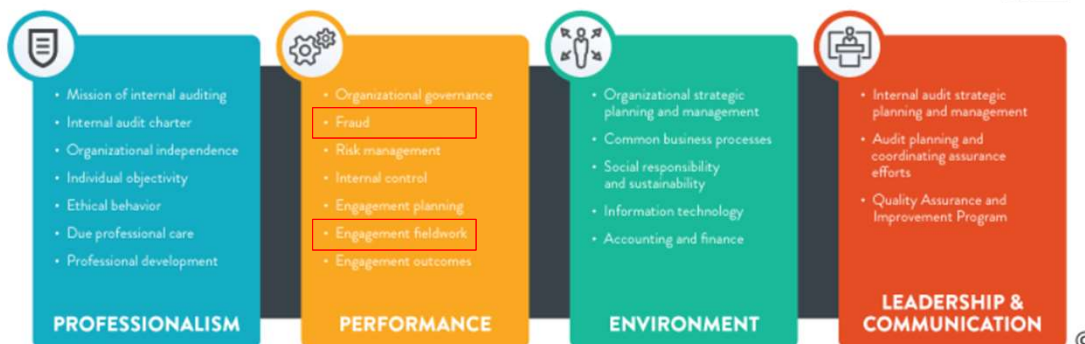 • Mission of internal auditing
• Internal audit charter
• Organizational independence
• Individual objectivity
• Ethical behavior
• Due professional care
• Professional development
PROFESSIONALISM
• Organizational governance
• Fraud
• Risk management
• Internal control
• Engagement planning
• Engagement fieldwork
• Engagement outcomes
PERFORMANCE
• Organizational strategic
planning and management
• Common business processes
• Social responsibility
and sustainability
• Information technology
• Accounting and finance
ENVIRONMENT
• Internal audit strategic
planning and management
• Audit planning and
coordinating assurance
efforts
• Quality Assurance and
Improvement Program
LEADERSHIP &
COMMUNICATION